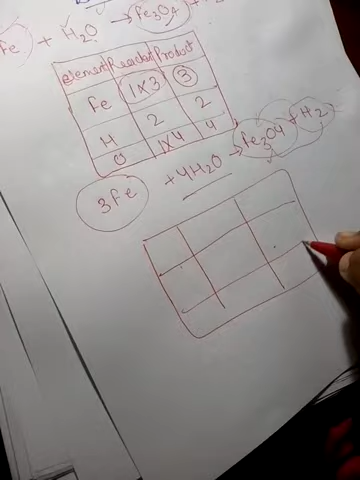 Fe + H2O → Fe3O4 +
element Reactant Product
Fe 1x3 3
H 2 2
O 1x4 4
3Fe + 4H2O → Fe3O4 + H2